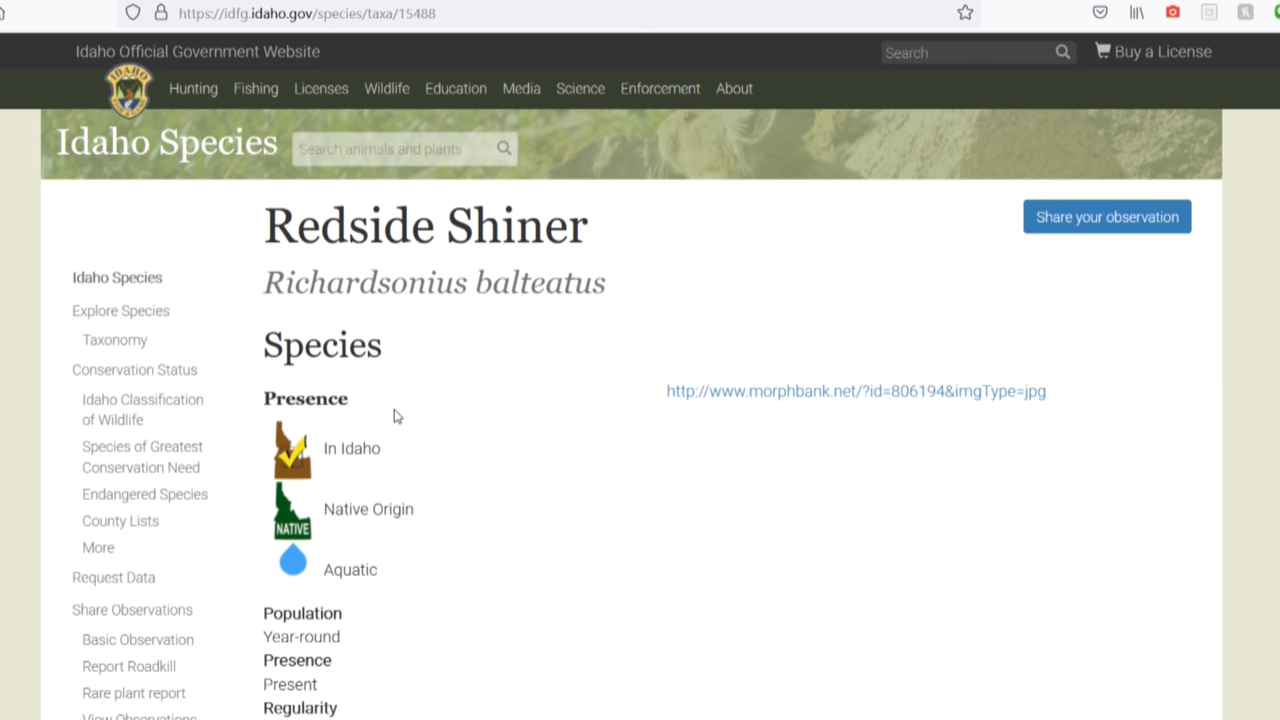 https://idfg.idaho.gov/species/taxa/15488
Idaho Official Government Website
Search
Buy a License
IDAHO
Hunting Fishing Licenses Wildlife Education Media Science Enforcement About
Idaho Species
Search animals and plants
Redside Shiner
Share your observation
Richardsonius balteatus
Idaho Species
Explore Species
Taxonomy
Conservation Status
Idaho Classification
of Wildlife
Species of Greatest
Conservation Need
Endangered Species
County Lists
More
Request Data
Share Observations
Basic Observation
Report Roadkill
Rare plant report
View Observations
Species
Presence
http://www.morphbank.net/?id=806194&imgType=jpg
In Idaho
NATIVE
Native Origin
Aquatic
Population
Year-round
Presence
Present
Regularity